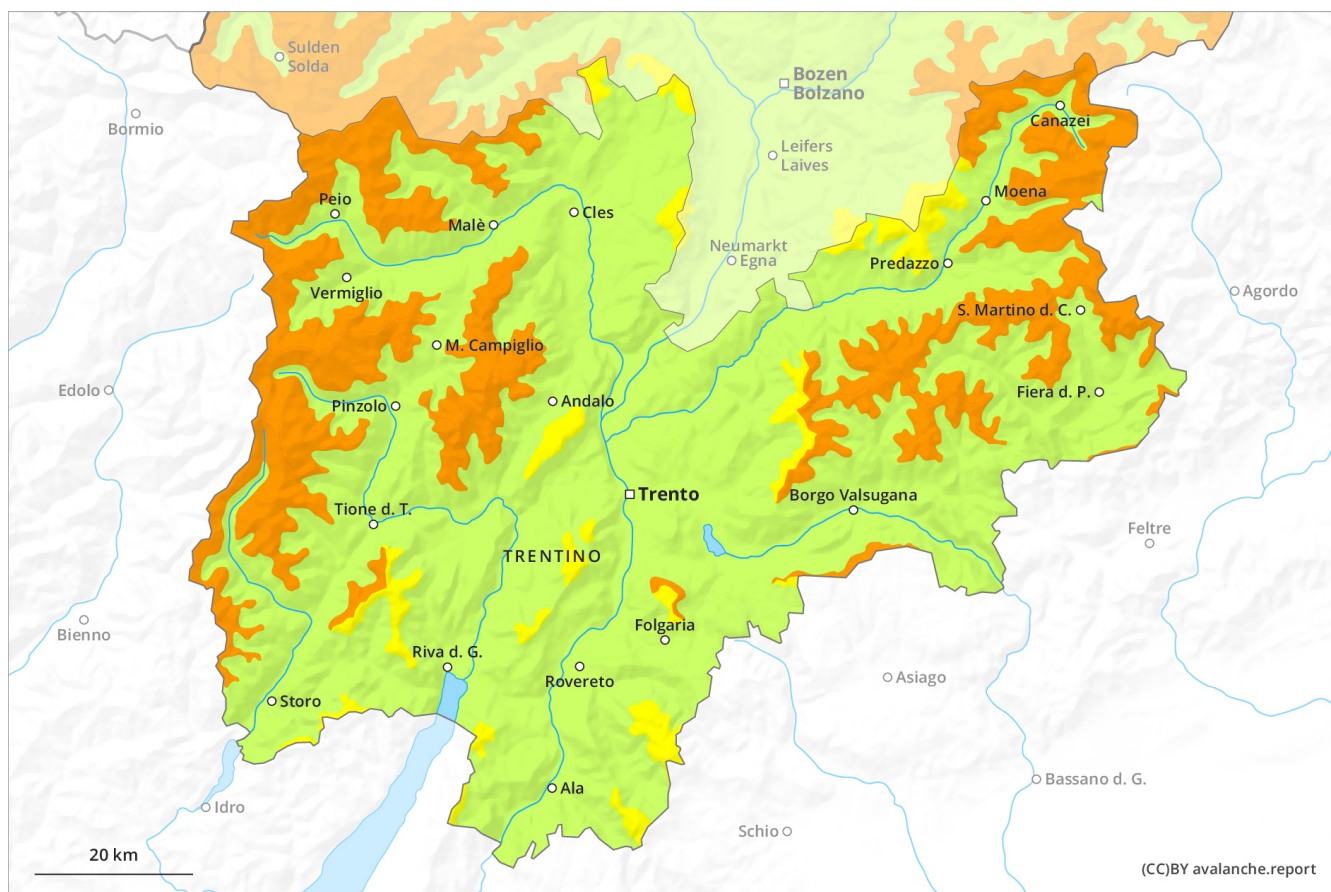 Sulden
Solda
Bozen
Bolzano
Bormio
Canazei
Leifers
Laives
Peio
Moena
Malè
Cles
Neumarkt
Egna
Predazzo
Vermiglio
Agordo
S. Martino d. C.
M. Campiglio
Edolo
Fiera d. P.
Pinzolo
Andalo
Trento
Borgo Valsugana
Tione d. T.
Feltre
TRENTINO
Bienno
Folgaria
Riva d. G.
Rovereto
Asiago
Storo
Bassano d. G.
Ala
Idro
Schio
20 km
(CC)BY avalanche.report